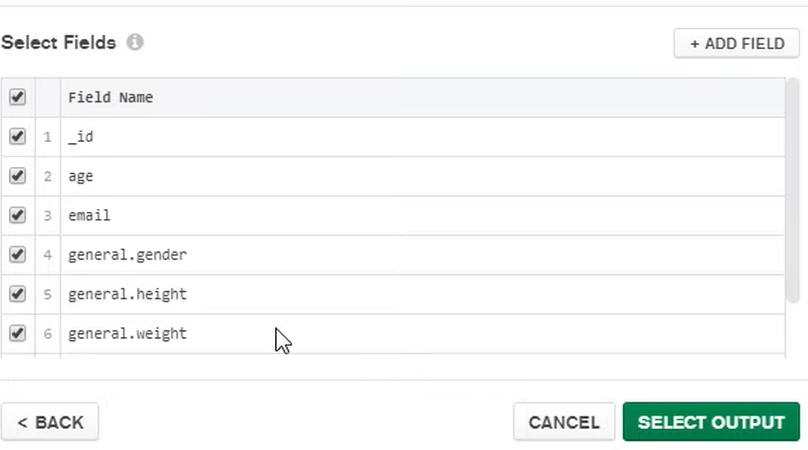 Select Fields
+ ADD FIELD
Field Name
1 _id
2 age
3 email
4 general.gender
5 general.height
6 general.weight
< BACK
CANCEL
SELECT OUTPUT